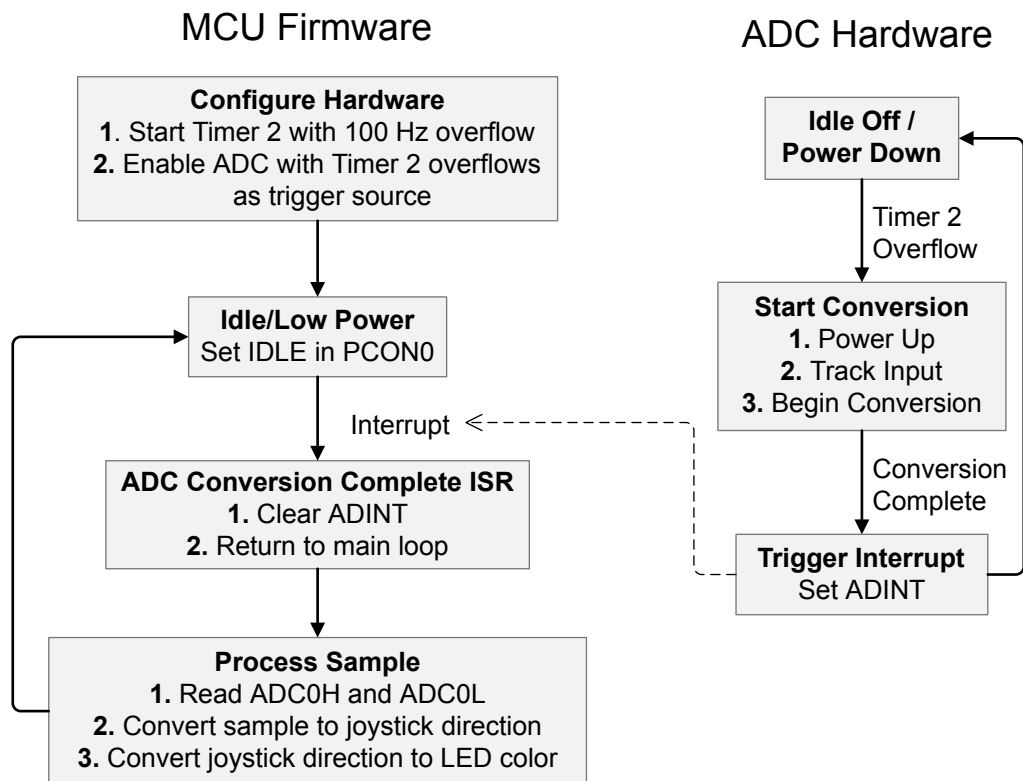 MCU Firmware
Configure Hardware
1. Start Timer 2 with 100 Hz overflow
2. Enable ADC with Timer 2 overflows
as trigger source
Idle/Low Power
Set IDLE in PCON0
Interrupt
ADC Conversion Complete ISR
1. Clear ADINT
2. Return to main loop
Process Sample
1. Read ADC0H and ADC0L
2. Convert sample to joystick direction
3. Convert joystick direction to LED color
ADC Hardware
Idle Off /
Power Down
Timer 2
Overflow
Start Conversion
1. Power Up
2. Track Input
3. Begin Conversion
Conversion
Complete
Trigger Interrupt
Set ADINT